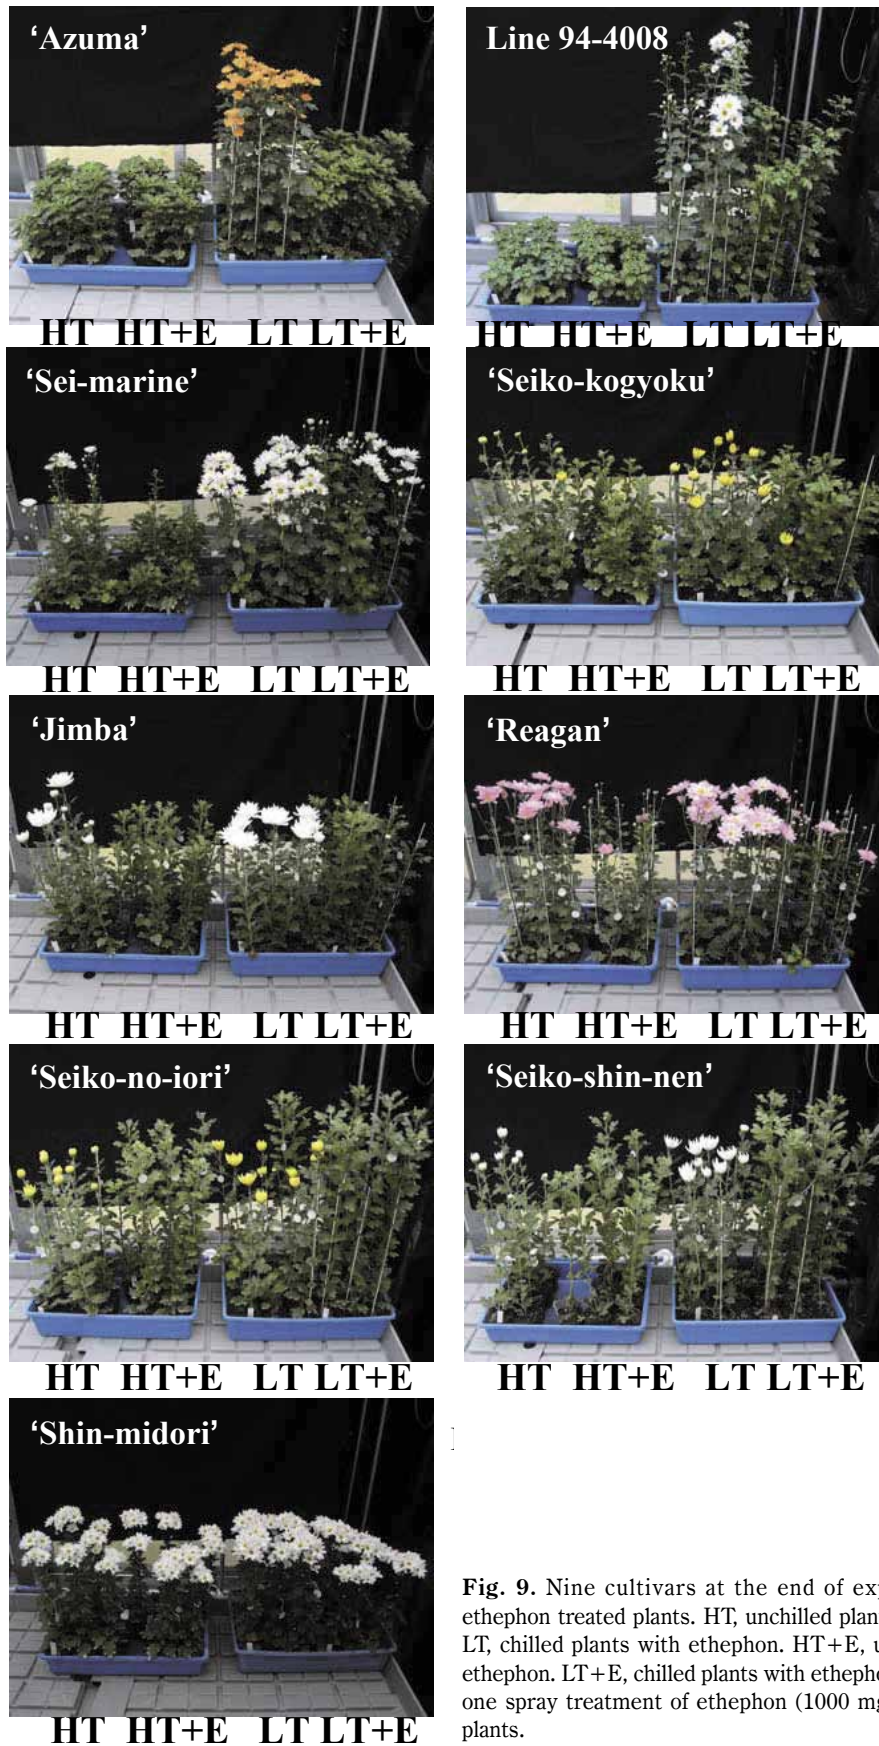 ‘Azuma’
Line 94-4008
HT HT+E LT LT+E
HT HT+E LT LT+E
‘Sei-marine’
‘Seiko-kogyoku’
HT HT+E LT LT+E
HT HT+E LT LT+E
‘Jimba’
‘Reagan’
HT HT+E LT LT+E
HT HT+E LT LT+E
‘Seiko-no-iori’
‘Seiko-shin-nen’
HT HT+E LT LT+E
HT HT+E LT LT+E
‘Shin-midori’
HT HT+E LT LT+E
Fig. 9. Nine cultivars at the end of exp
ethephon treated plants. HT, unchilled plan
LT, chilled plants with ethephon. HT+E, u
ethephon. LT+E, chilled plants with etheph
one spray treatment of ethephon (1000 mg
plants.